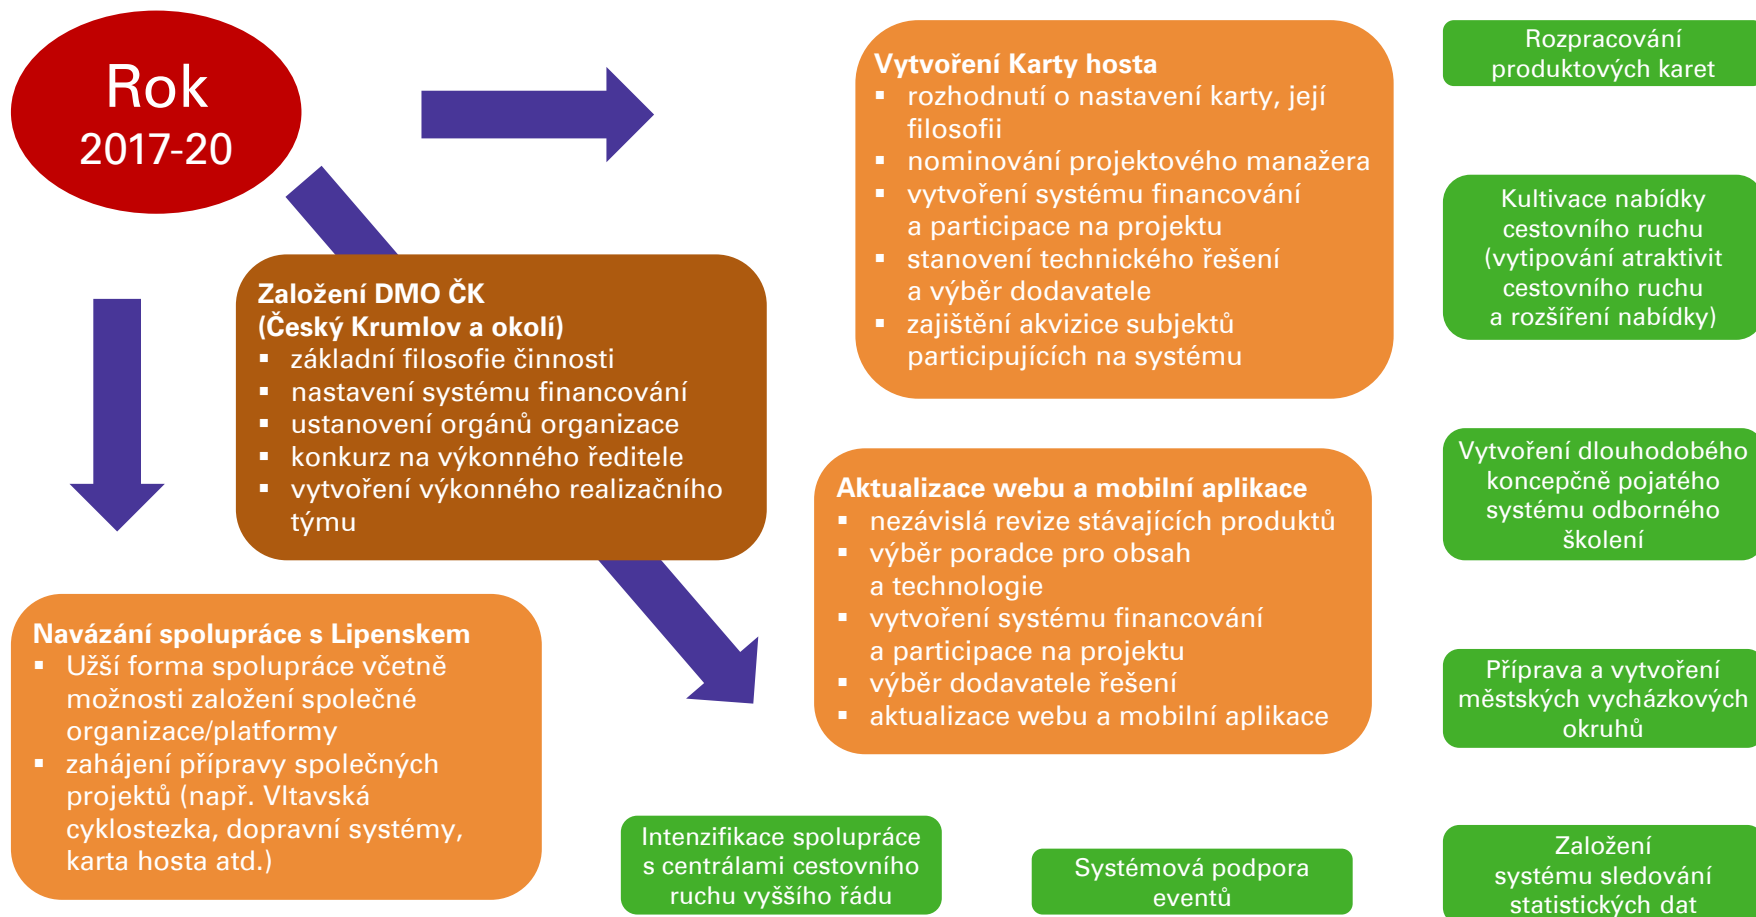 Rok
2017-20
Založení DMO ČK
(Český Krumlov a okolí)
▪ základní filosofie činnosti
▪ nastavení systému financování
▪ ustanovení orgánů organizace
▪ konkurz na výkonného ředitele
▪ vytvoření výkonného realizačního
týmu
Navázání spolupráce s Lipenskem
▪ Užší forma spolupráce včetně
možnosti založení společné
organizace/platformy
▪ zahájení přípravy společných
projektů (např. Vltavská
cyklostezka, dopravní systémy,
karta hosta atd.)
Vytvoření Karty hosta
▪ rozhodnutí o nastavení karty, její
filosofii
▪ nominování projektového manažera
▪ vytvoření systému financování
a participace na projektu
▪ stanovení technického řešení
a výběr dodavatele
▪ zajištění akvizice subjektů
participujících na systému
Aktualizace webu a mobilní aplikace
▪ nezávislá revize stávajících produktů
▪ výběr poradce pro obsah
a technologie
▪ vytvoření systému financování
a participace na projektu
▪ výběr dodavatele řešení
▪ aktualizace webu a mobilní aplikace
Intenzifikace spolupráce
s centrálami cestovního
ruchu vyššího řádu
Systémová podpora
eventů
Rozpracování
produktových karet
Kultivace nabídky
cestovního ruchu
(vytipování atraktivit
cestovního ruchu
a rozšíření nabídky)
Vytvoření dlouhodobého
koncepčně pojatého
systému odborného
školení
Příprava a vytvoření
městských vycházkových
okruhů
Založení
systému sledování
statistických dat